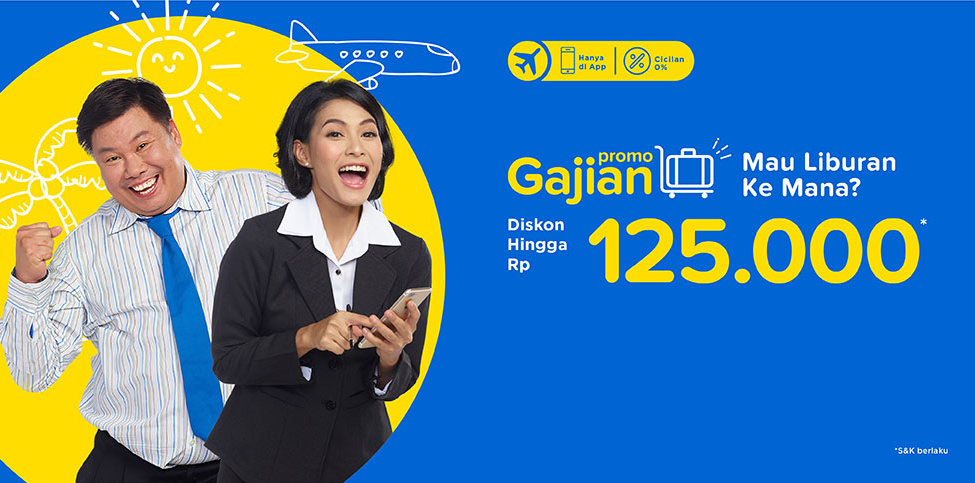 Hanya
di App
Cicilan
0%
promo
Gajian
Mau Liburan
Ke Mana?
Diskon
Hingga
Rp
125.000*
*S&K berlaku